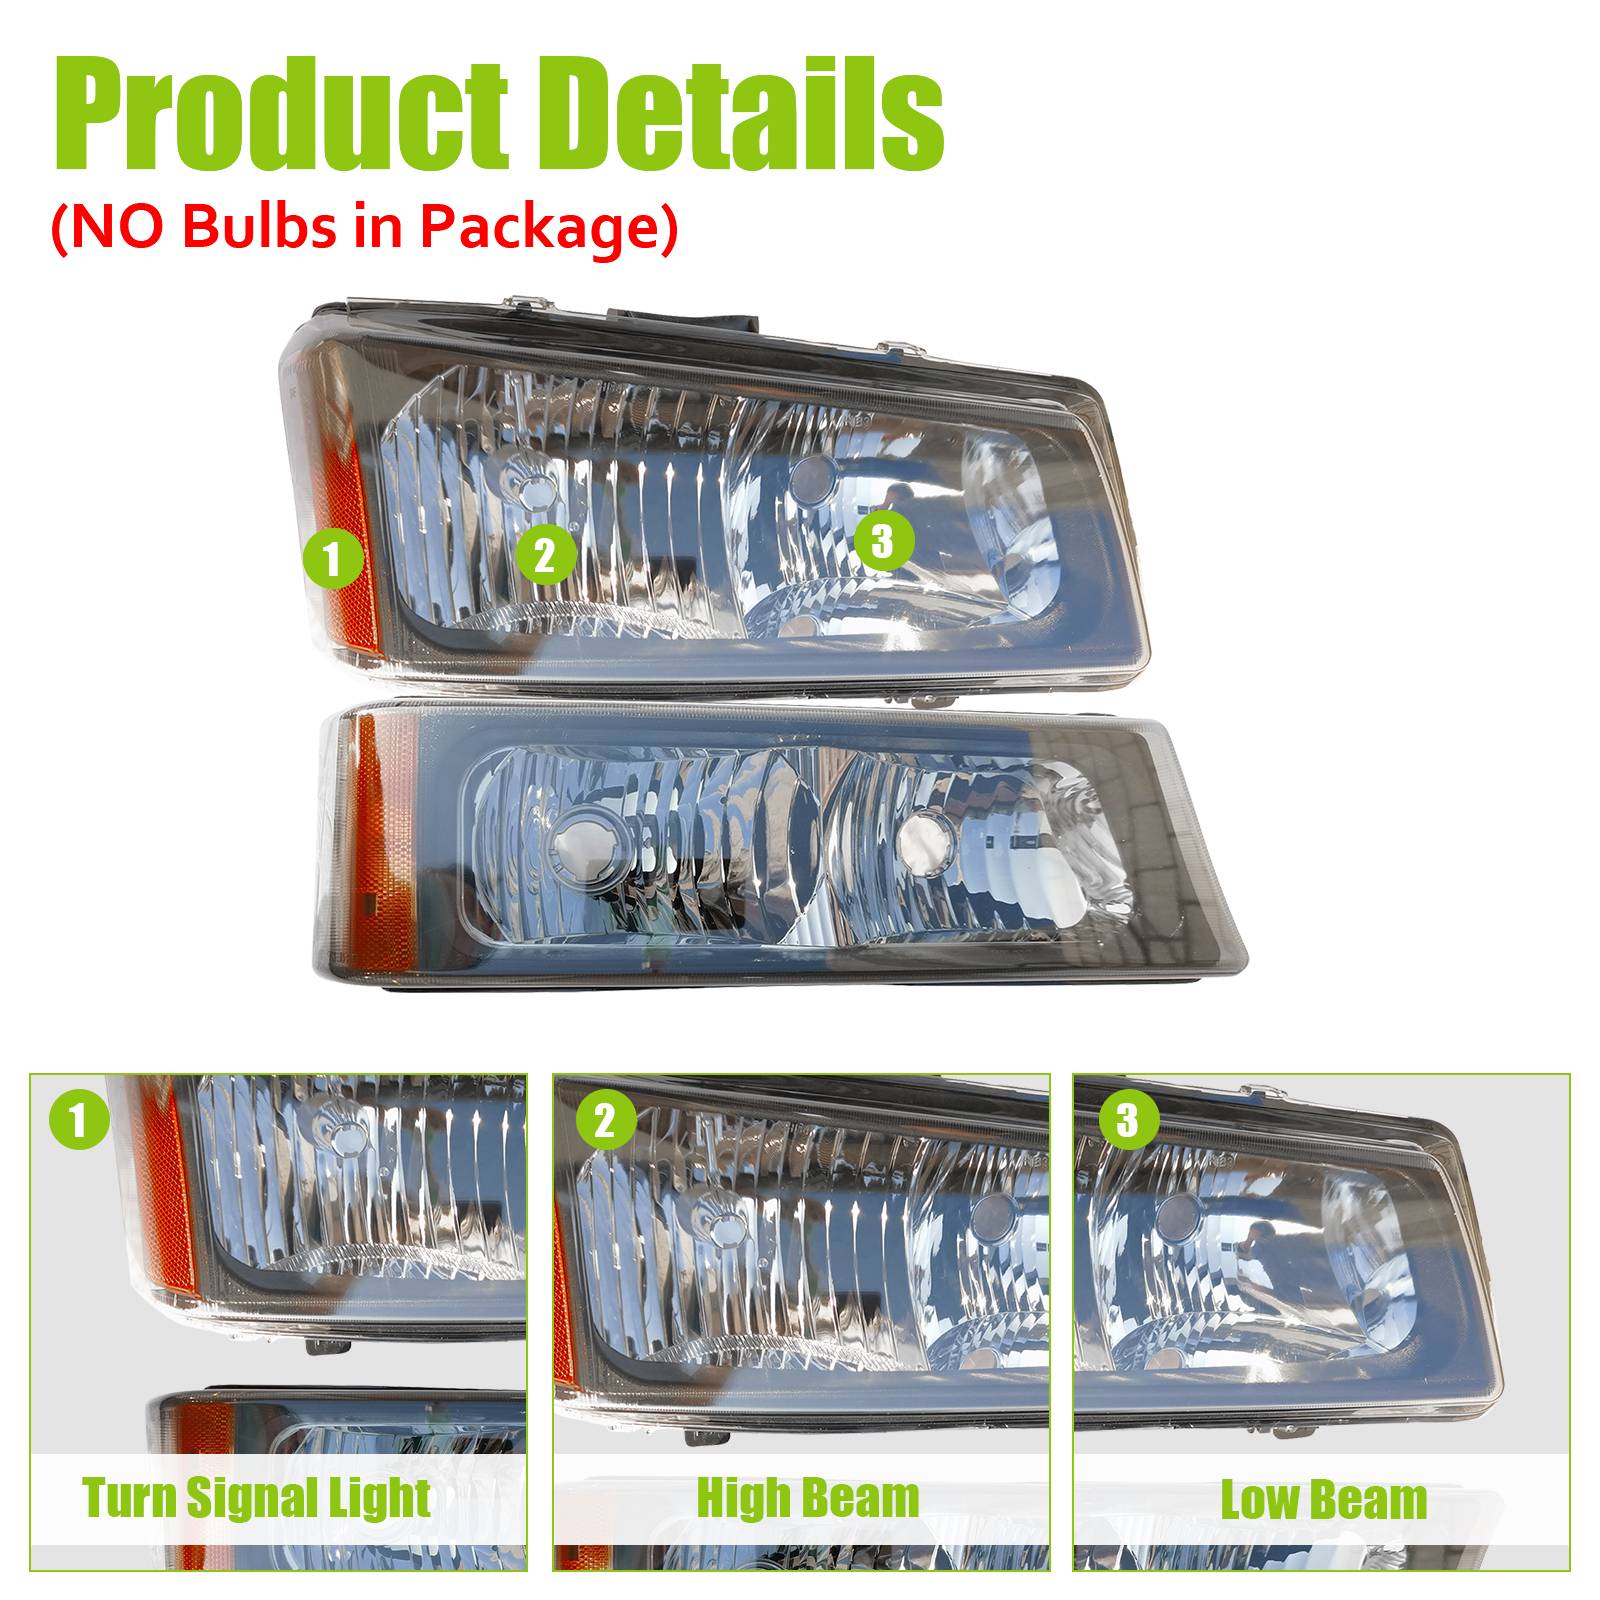 Product Details
(NO Bulbs in Package)
1
2
3
1
2
3
Turn Signal Light
High Beam
Low Beam